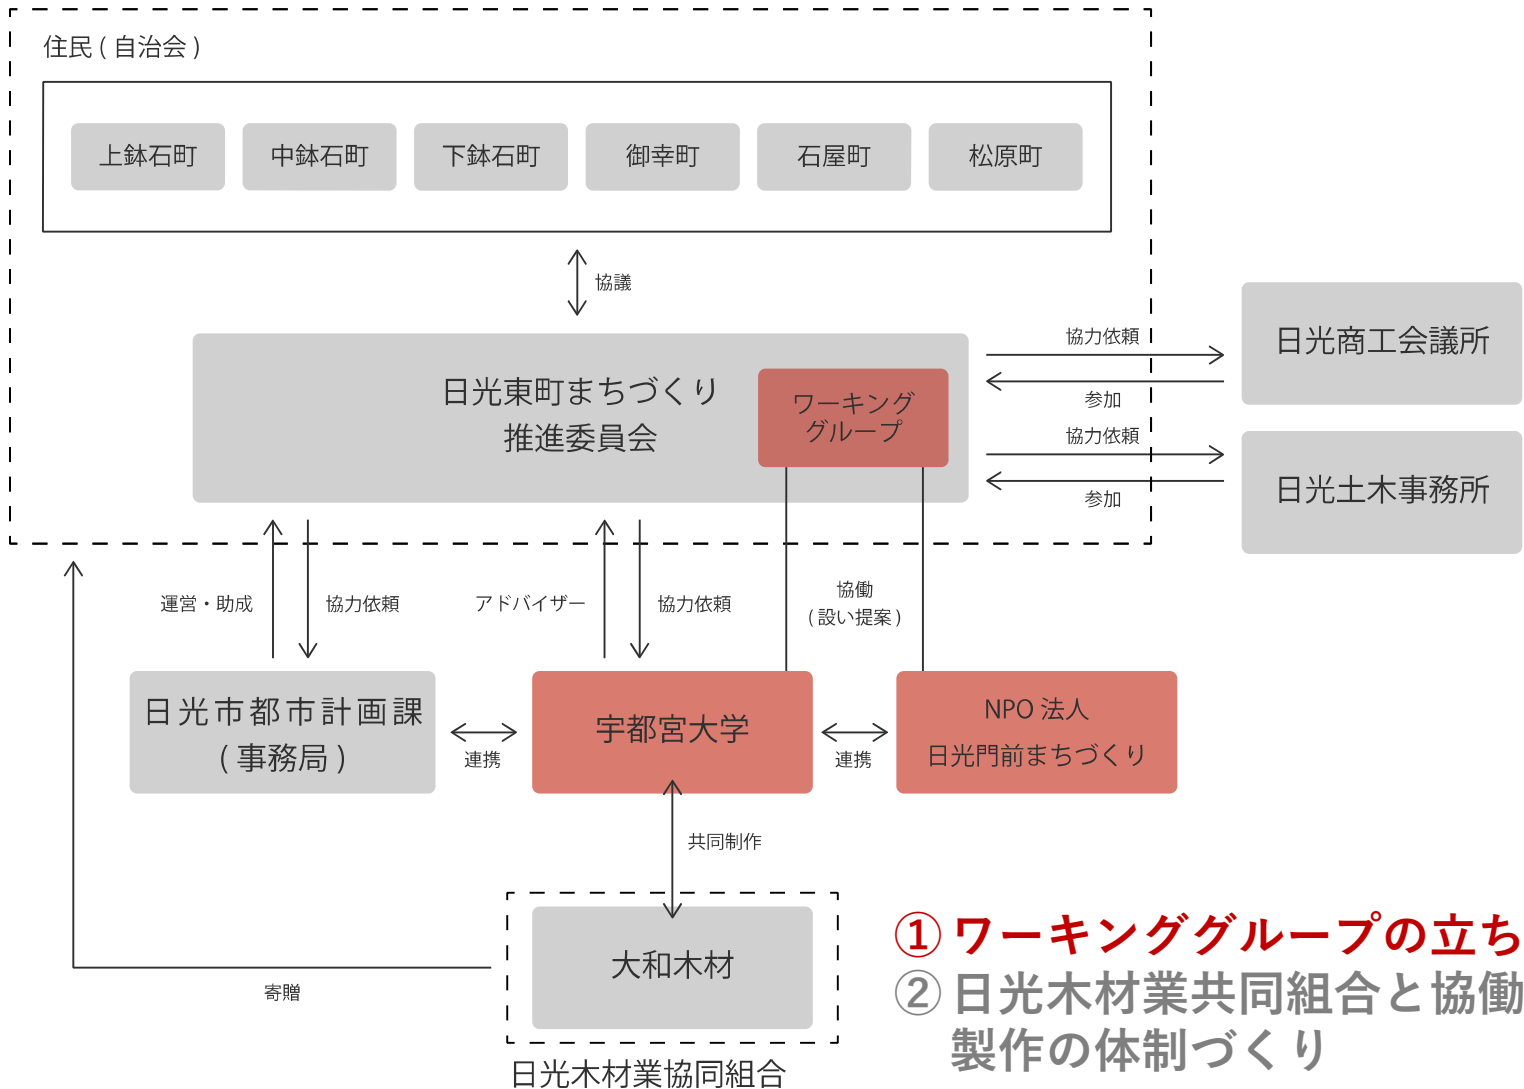 住民 ( 自治会 )
上鉢石町
中鉢石町
下鉢石町
御幸町
石屋町
松原町
協議
日光東町まちづくり
推進委員会
ワーキング
グループ
協力依頼
参加
協力依頼
参加
日光商工会議所
日光土木事務所
運営・助成
協力依頼
アドバイザー
協力依頼
協働
( 設い提案 )
日光市都市計画課
( 事務局 )
連携
宇都宮大学
連携
NPO 法人
日光門前まちづくり
共同制作
大和木材
寄贈
日光木材業協同組合
① ワーキンググループの立ち
② 日光木材業共同組合と協働
製作の体制づくり